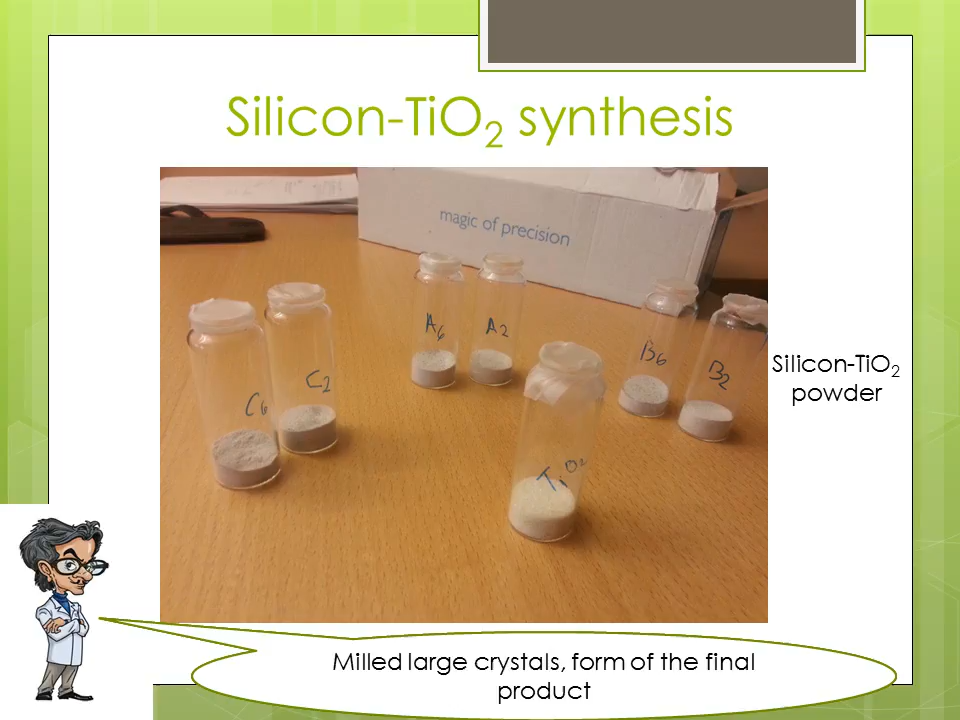 Silicon-TiO₂ synthesis
magic of precision
A6
A2
B6
B2
C6
C2
TiO2
Silicon-TiO₂
powder
Milled large crystals, form of the final
product